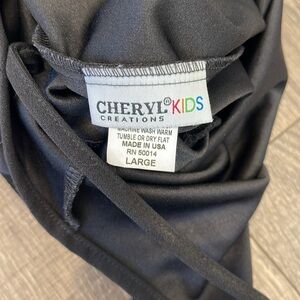 CHERYL® KIDS
CREATIONS
MACHINE WASH WARM
TUMBLE OR DRY FLAT
MADE IN USA
RN 60014
LARGE